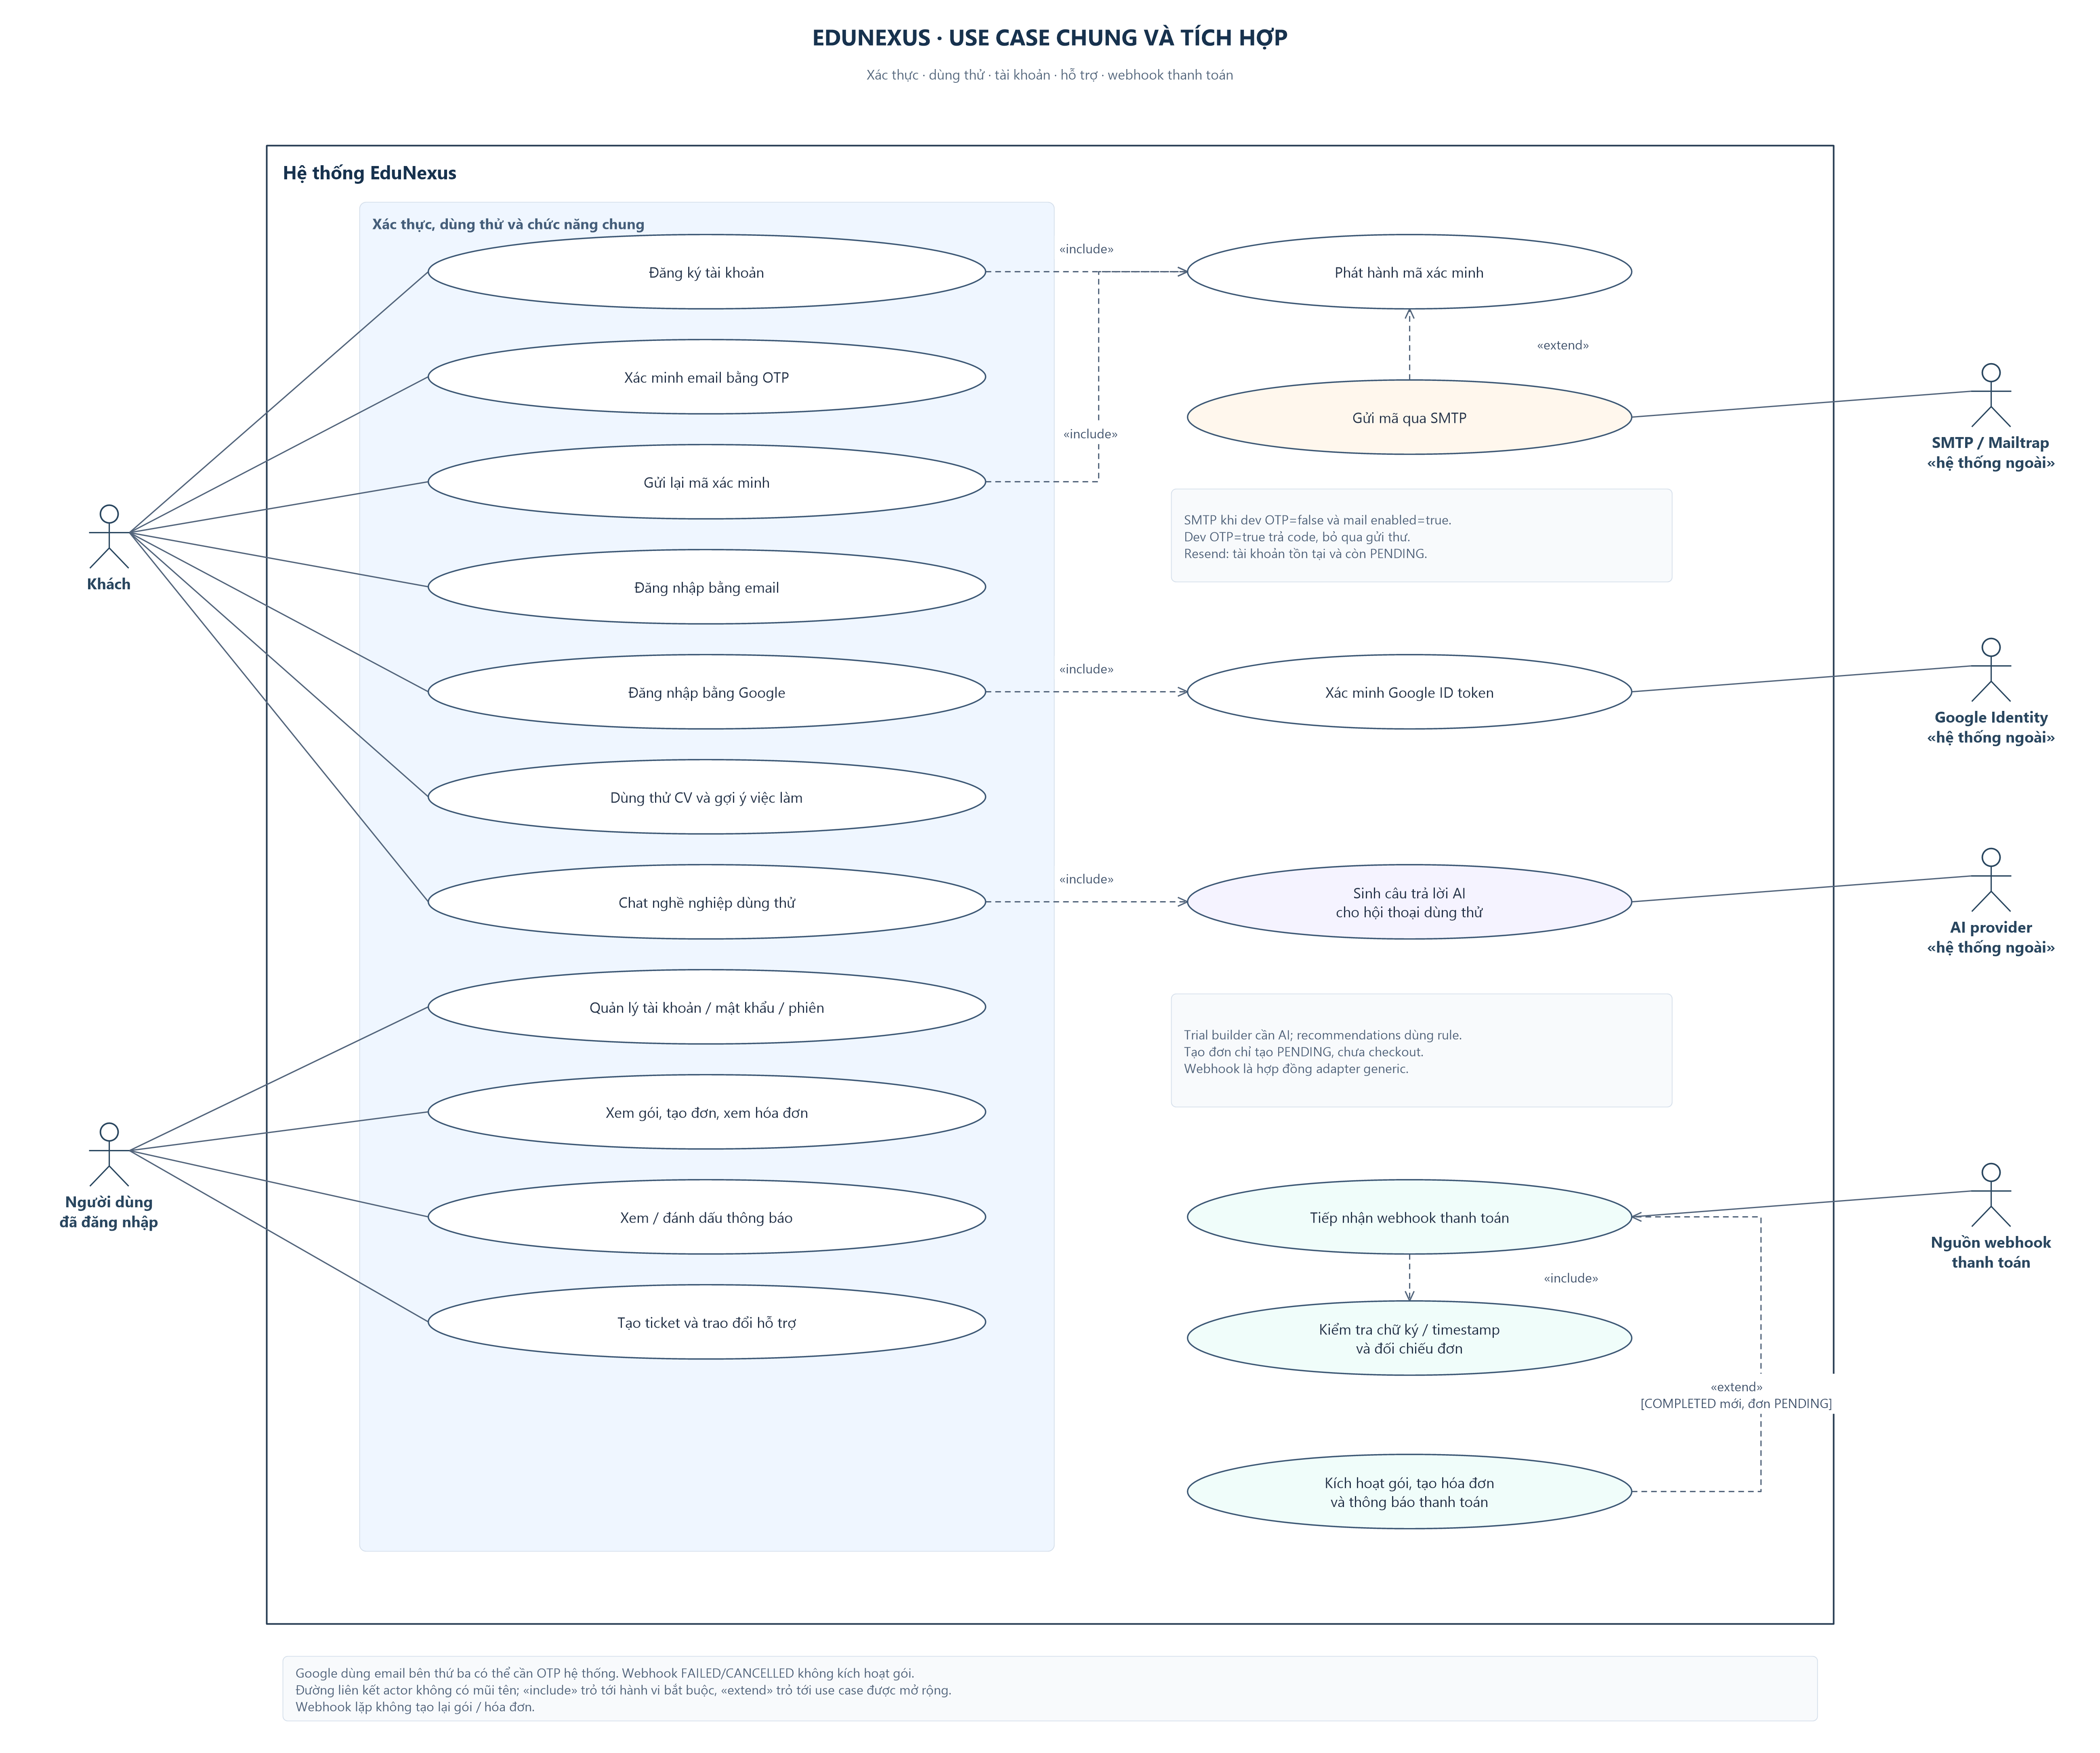 EDUNEXUS · USE CASE CHUNG VÀ TÍCH HỢP
Xác thực · dùng thử · tài khoản · hỗ trợ · webhook thanh toán
Hệ thống EduNexus
Xác thực, dùng thử và chức năng chung
Đăng ký tài khoản
«include»
Phát hành mã xác minh
«extend»
Xác minh email bằng OTP
Gửi mã qua SMTP
SMTP / Mailtrap
«hệ thống ngoài»
«include»
Gửi lại mã xác minh
Khách
SMTP khi dev OTP=false và mail enabled=true.
Dev OTP=true trả code, bỏ qua gửi thư.
Resend: tài khoản tồn tại và còn PENDING.
Đăng nhập bằng email
«include»
Đăng nhập bằng Google
Xác minh Google ID token
Google Identity
«hệ thống ngoài»
Dùng thử CV và gợi ý việc làm
«include»
Chat nghề nghiệp dùng thử
Sinh câu trả lời AI
cho hội thoại dùng thử
AI provider
«hệ thống ngoài»
Quản lý tài khoản / mật khẩu / phiên
Trial builder cần AI; recommendations dùng rule.
Tạo đơn chỉ tạo PENDING, chưa checkout.
Webhook là hợp đồng adapter generic.
Xem gói, tạo đơn, xem hóa đơn
Người dùng
đã đăng nhập
Xem / đánh dấu thông báo
Tiếp nhận webhook thanh toán
Nguồn webhook
thanh toán
«include»
Tạo ticket và trao đổi hỗ trợ
Kiểm tra chữ ký / timestamp
và đối chiếu đơn
«extend»
[COMPLETED mới, đơn PENDING]
Kích hoạt gói, tạo hóa đơn
và thông báo thanh toán
Google dùng email bên thứ ba có thể cần OTP hệ thống. Webhook FAILED/CANCELLED không kích hoạt gói.
Đường liên kết actor không có mũi tên; «include» trỏ tới hành vi bắt buộc, «extend» trỏ tới use case được mở rộng.
Webhook lặp không tạo lại gói / hóa đơn.